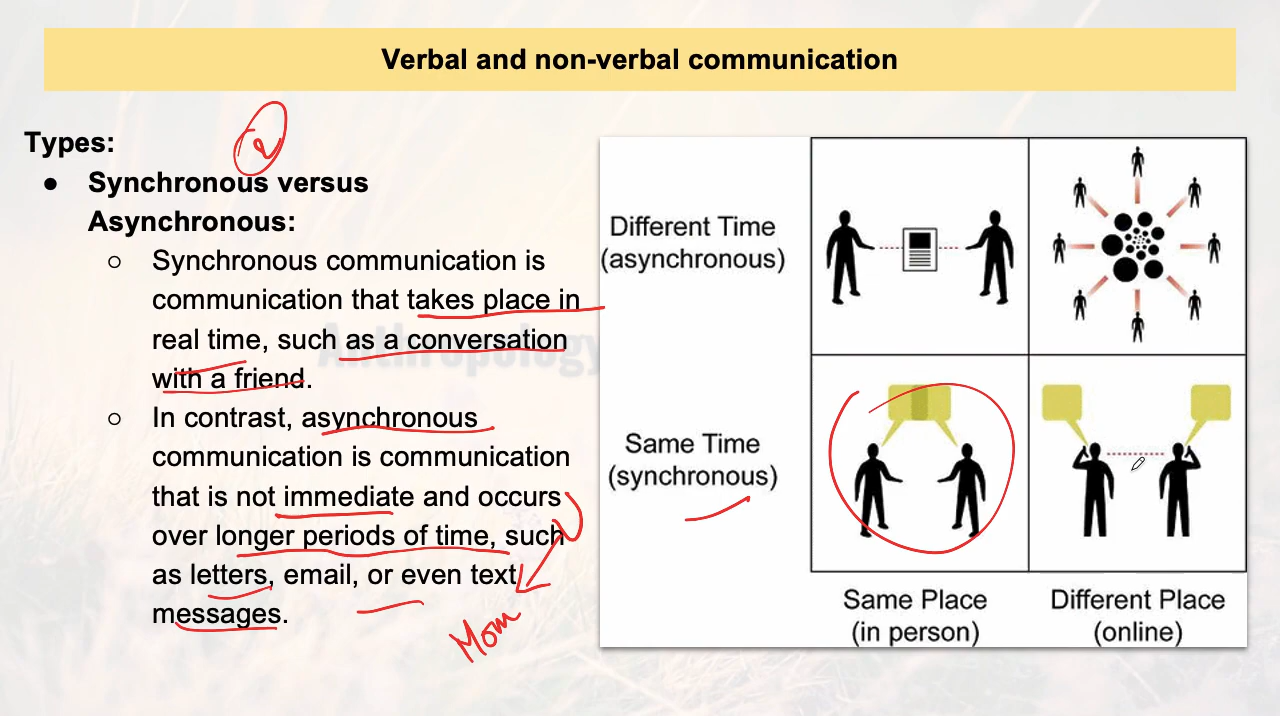 Verbal and non-verbal communication
Types:
● Synchronous versus
Asynchronous:
○ Synchronous communication is
communication that takes place in
real time, such as a conversation
with a friend.
○ In contrast, asynchronous
communication is communication
that is not immediate and occurs
over longer periods of time, such
as letters, email, or even text
messages.
Mom
Anthropology
Different Time
(asynchronous)
Same Time
(synchronous)
Same Place
(in person)
Different Place
(online)